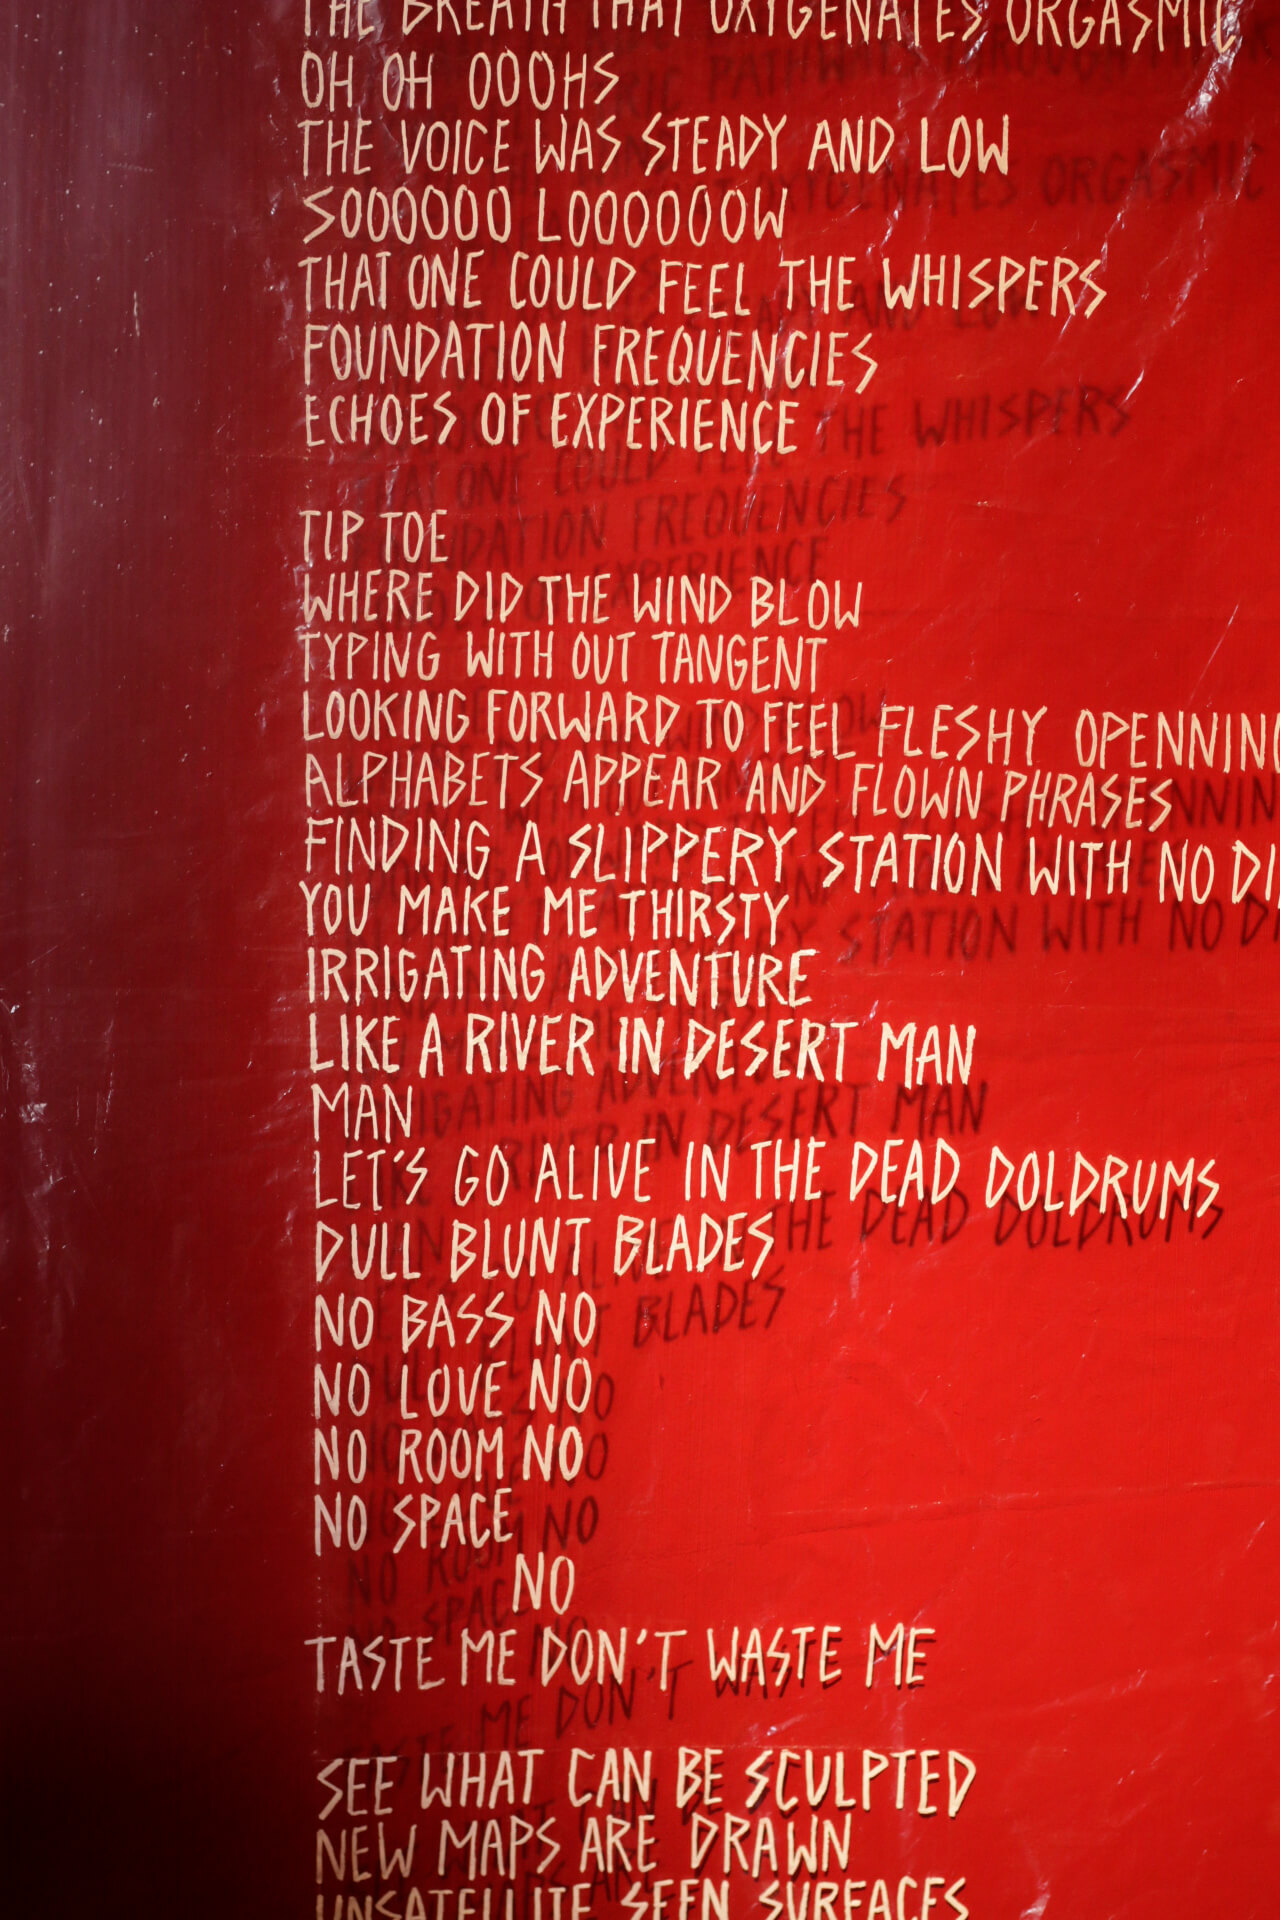 THE BREATH THAT OXYGENATES ORGASMIC
OH OH OOOHS
THE VOICE WAS STEADY AND LOW
SOOOOOO LOOOOOOW
THAT ONE COULD FEEL THE WHISPERS
FOUNDATION FREQUENCIES
ECHOES OF EXPERIENCE
TIP TOE
WHERE DID THE WIND BLOW
TYPING WITH OUT TANGENT
LOOKING FORWARD TO FEEL FLESHY OPENNING
ALPHABETS APPEAR AND FLOWN PHRASES
FINDING A SLIPPERY STATION WITH NO
YOU MAKE ME THIRSTY
IRRIGATING ADVENTURE
LIKE A RIVER IN DESERT MAN
MAN
LET'S GO ALIVE IN THE DEAD DOLDRUMS
DULL BLUNT BLADES
NO BASS NO
NO LOVE NO
NO ROOM NO
NO SPACE
NO
TASTE ME DON'T WASTE ME
SEE WHAT CAN BE SCULPTED
NEW MAPS ARE DRAWN
UNSATELLITE SEEN SURFACES